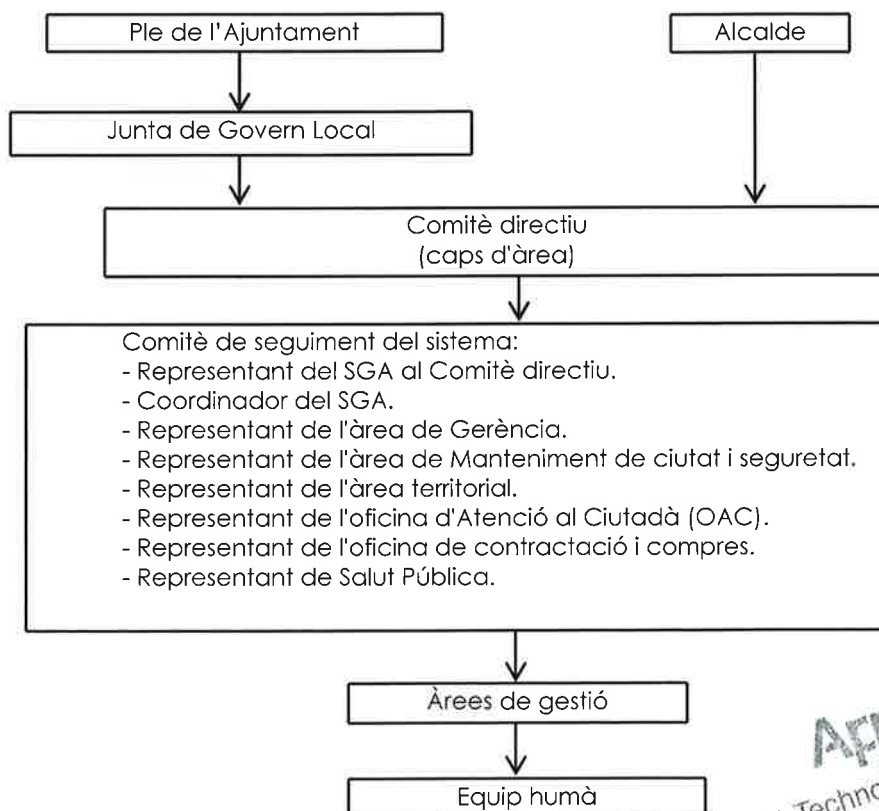 Ple de l'Ajuntament
Alcalde
Junta de Govern Local
Comitè directiu
(caps d'àrea)
Comitè de seguiment del sistema:
- Representant del SGA al Comitè directiu.
- Coordinador del SGA.
- Representant de l'àrea de Gerència.
- Representant de l'àrea de Manteniment de ciutat i seguretat.
- Representant de l'àrea territorial.
- Representant de l'oficina d'Atenció al Ciutadà (OAC).
- Representant de l'oficina de contractació i compres.
- Representant de Salut Pública.
Àrees de gestió
Equip humà